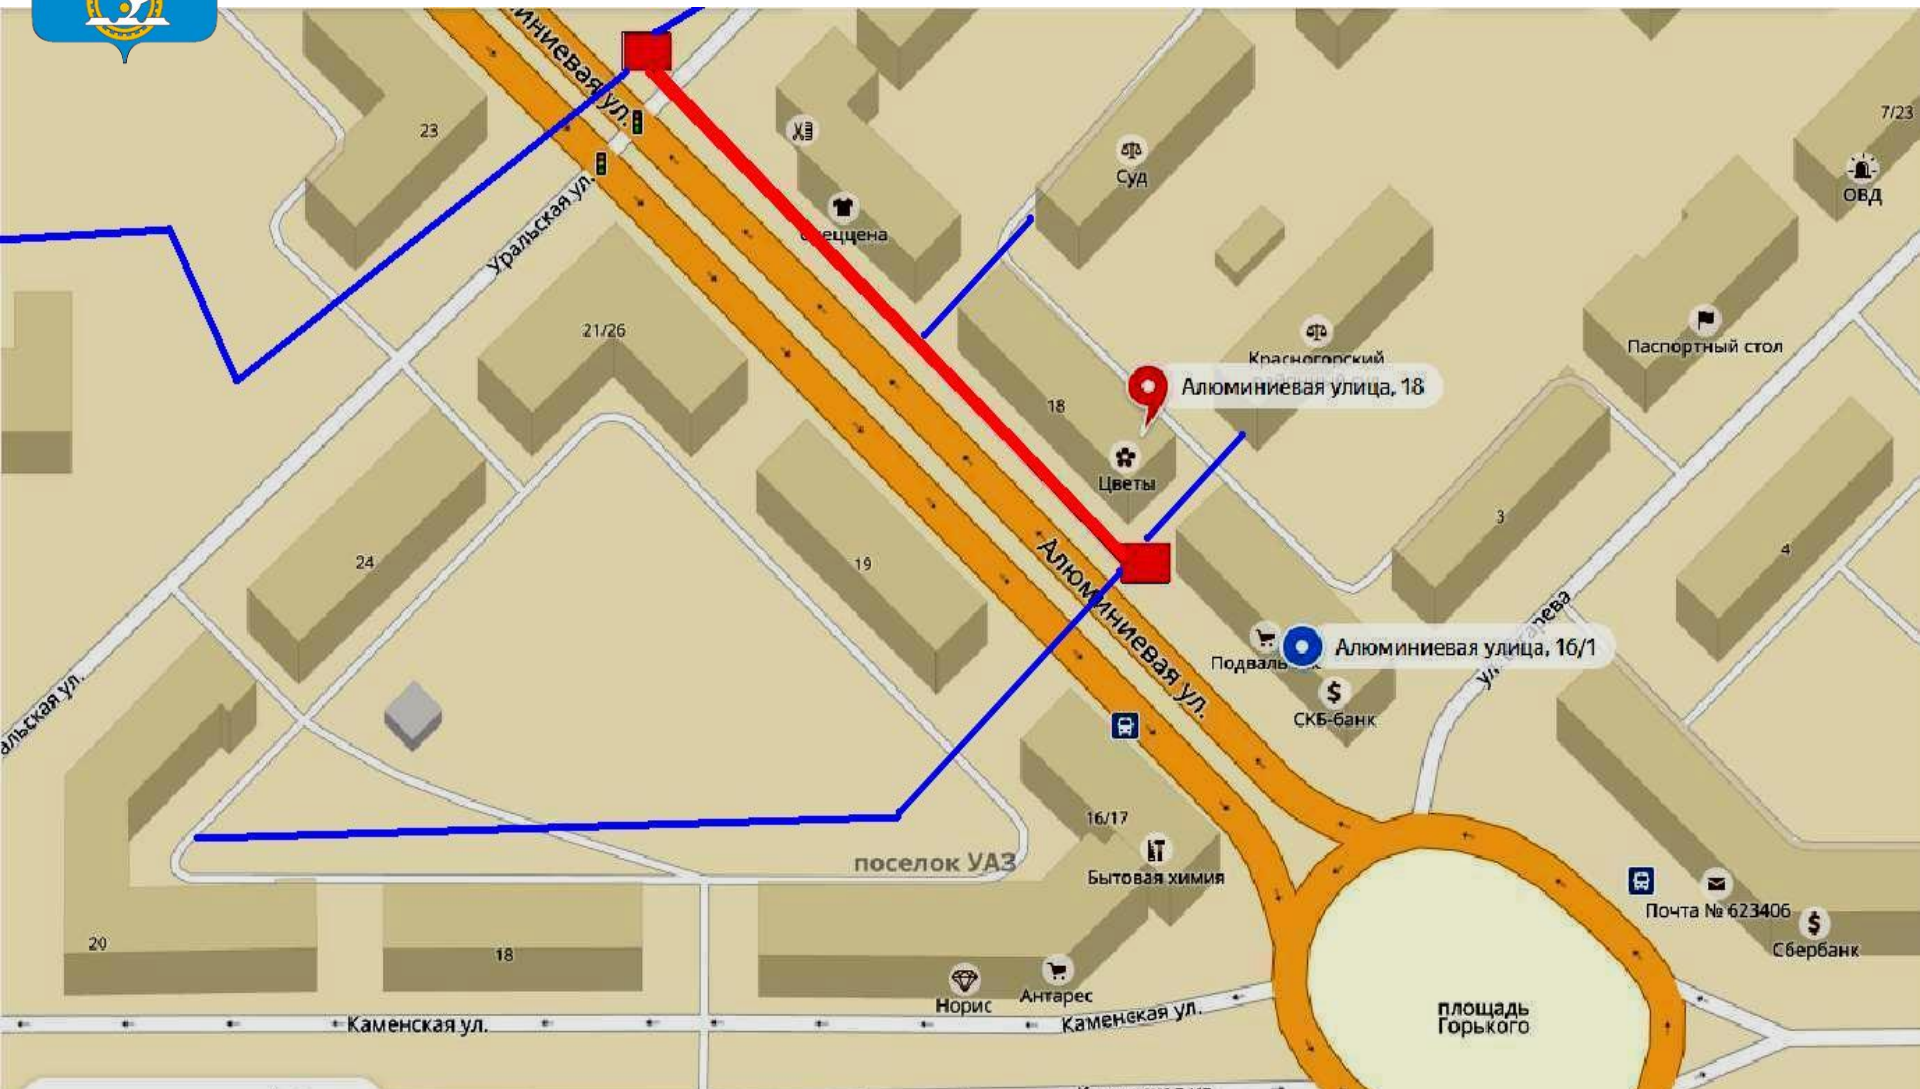 иниевая ул.
7/23
23
Суд
ОВД
Уральская ул.
21/26
Паспортный стол
Красногорский
Алюминиевая улица, 18
18
Цветы
3
4
24
19
Алюминиевая ул.
Алюминиевая улица, 16/1
СКБ-банк
альская ул.
16/17
поселок УАЗ
Бытовая химия
Почта № 623406
Сбербанк
20
18
Норис
Антарес
Каменская ул.
Каменская ул.
площадь
Горького